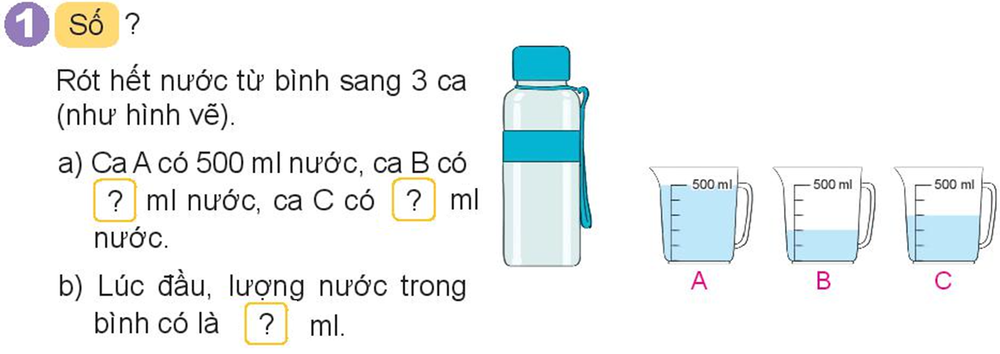 1 Số ?
Rót hết nước từ bình sang 3 ca
(như hình vẽ).
a) Ca A có 500 ml nước, ca B có
? ml nước, ca C có ? ml
nước.
b) Lúc đầu, lượng nước trong
bình có là ? ml.
500 ml 500 ml 500 ml
A B C